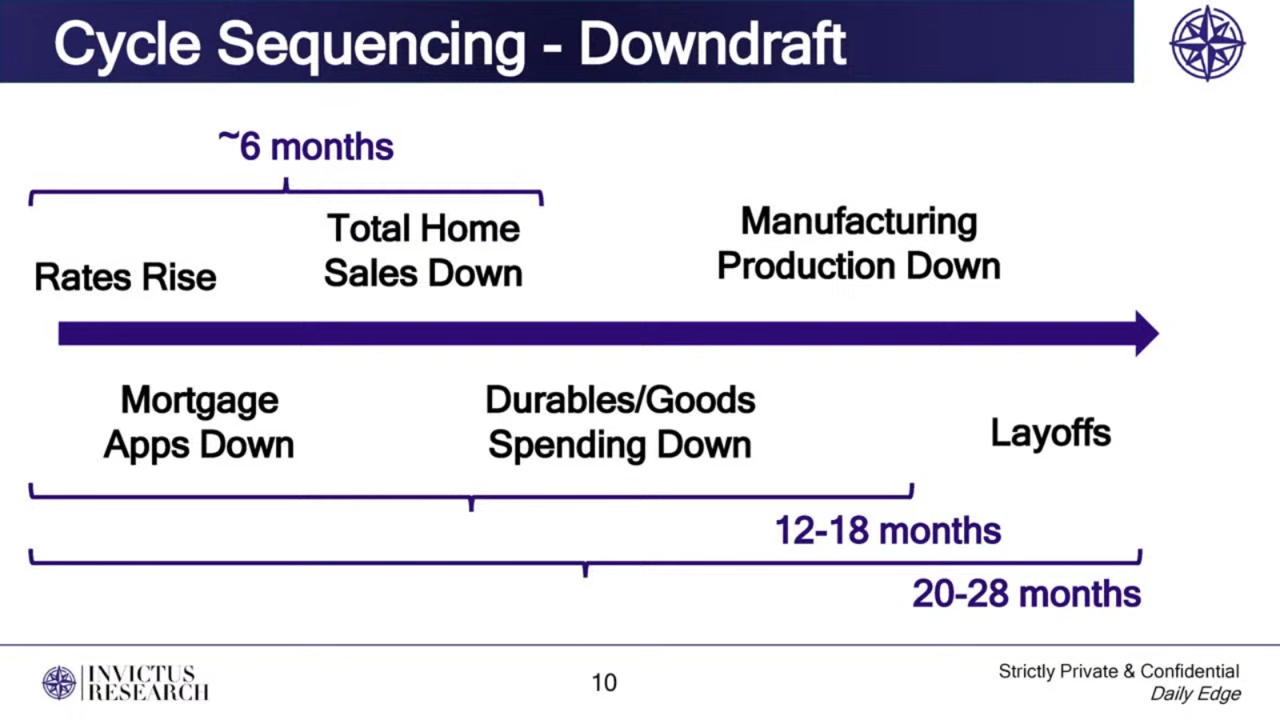 Cycle Sequencing - Downdraft
~6 months
Rates Rise
Total Home
Sales Down
Manufacturing
Production Down
Mortgage
Apps Down
Durables/Goods
Spending Down
Layoffs
12-18 months
20-28 months
INVICTUS
RESEARCH
10
Strictly Private & Confidential
Daily Edge